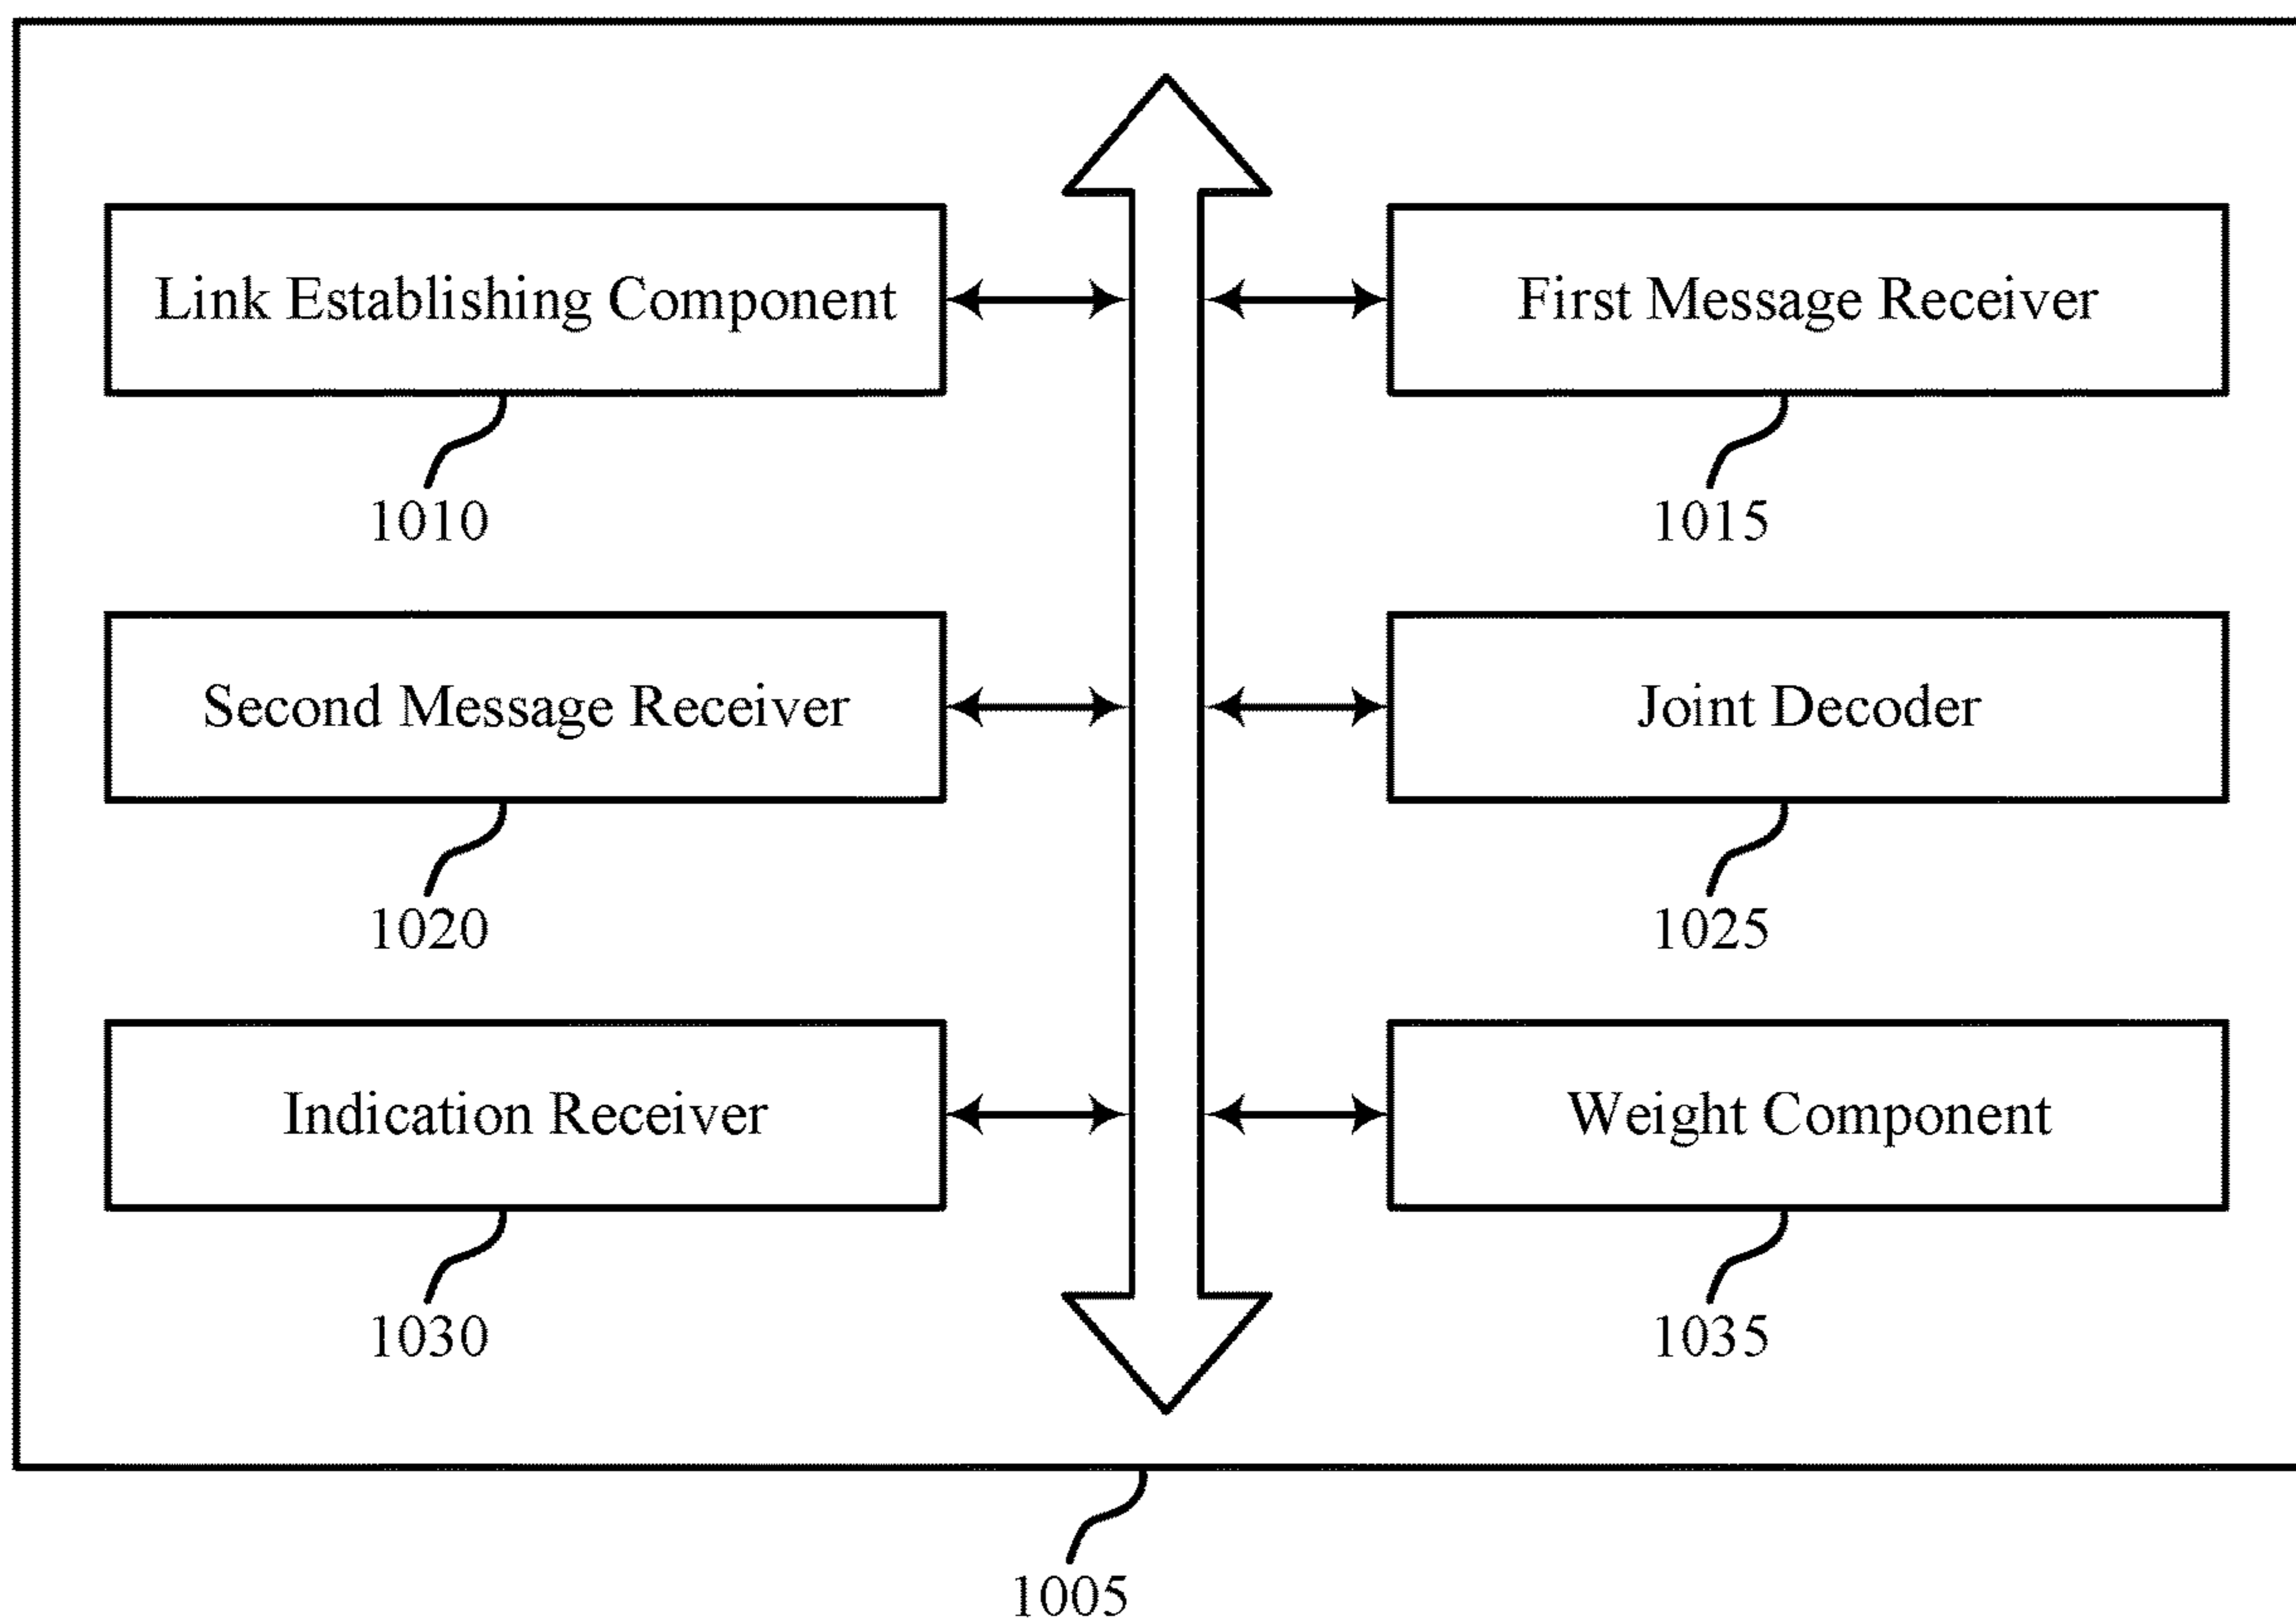 Link Establishing Component
First Message Receiver
1010
1015
Second Message Receiver
Joint Decoder
1020
1025
Indication Receiver
Weight Component
1030
1035
1005